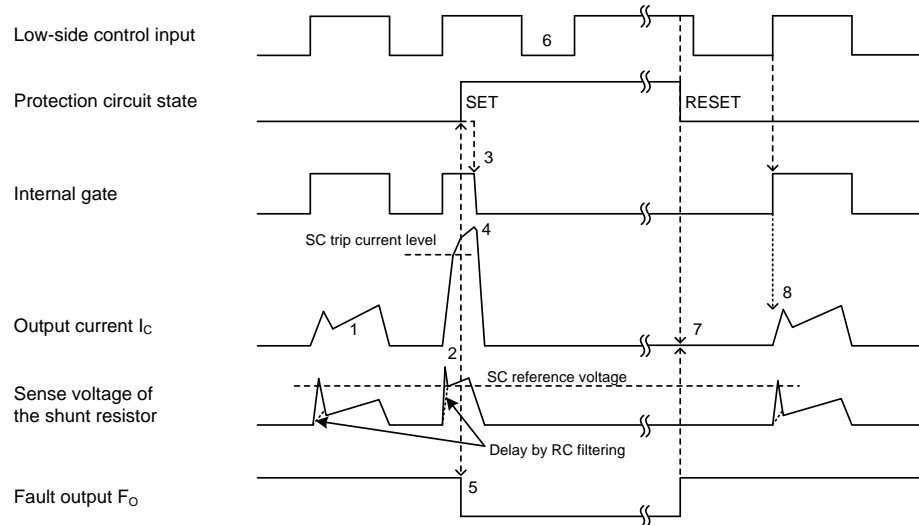 Low-side control input
6
Protection circuit state
SET
RESET
3
Internal gate
4
SC trip current level
Output current IC
1
7
8
2
SC reference voltage
Sense voltage of
the shunt resistor
Delay by RC filtering
5
Fault output FO